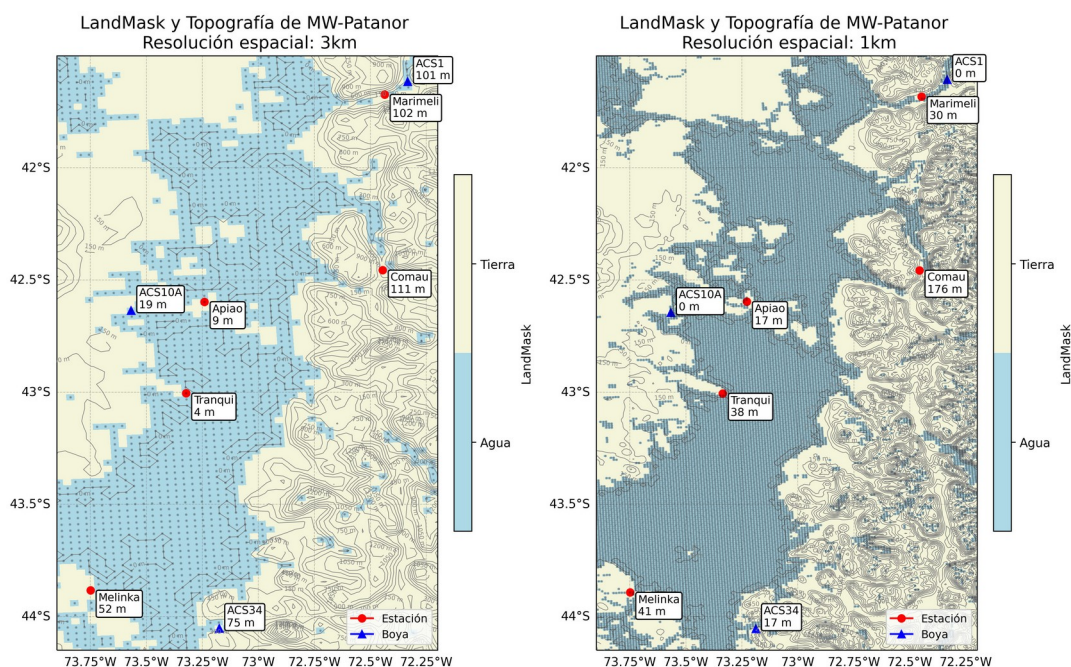 LandMask y Topografía de MW-Patanor
Resolución espacial: 3km
ACS1
101 m
Marimeli
102 m
42°S
42.5°S
Comau
111 m
ACS10A
19 m
Apiao
9 m
43°S
Tranqui
4 m
43.5°S
Melinka
52 m
44°S
ACS34
75 m
Estación
Boya
73.75°W
73.5°W
73.25°W
73°W
72.75°W
72.5°W
72.25°W
Tierra
Agua
LandMask
LandMask y Topografía de MW-Patanor
Resolución espacial: 1km
ACS1
0 m
Marimeli
30 m
42°S
42.5°S
Comau
176 m
ACS10A
0 m
Apiao
17 m
43°S
Tranqui
38 m
43.5°S
Melinka
41 m
44°S
ACS34
17 m
Estación
Boya
73.75°W
73.5°W
73.25°W
73°W
72.75°W
72.5°W
72.25°W
Tierra
Agua
LandMask